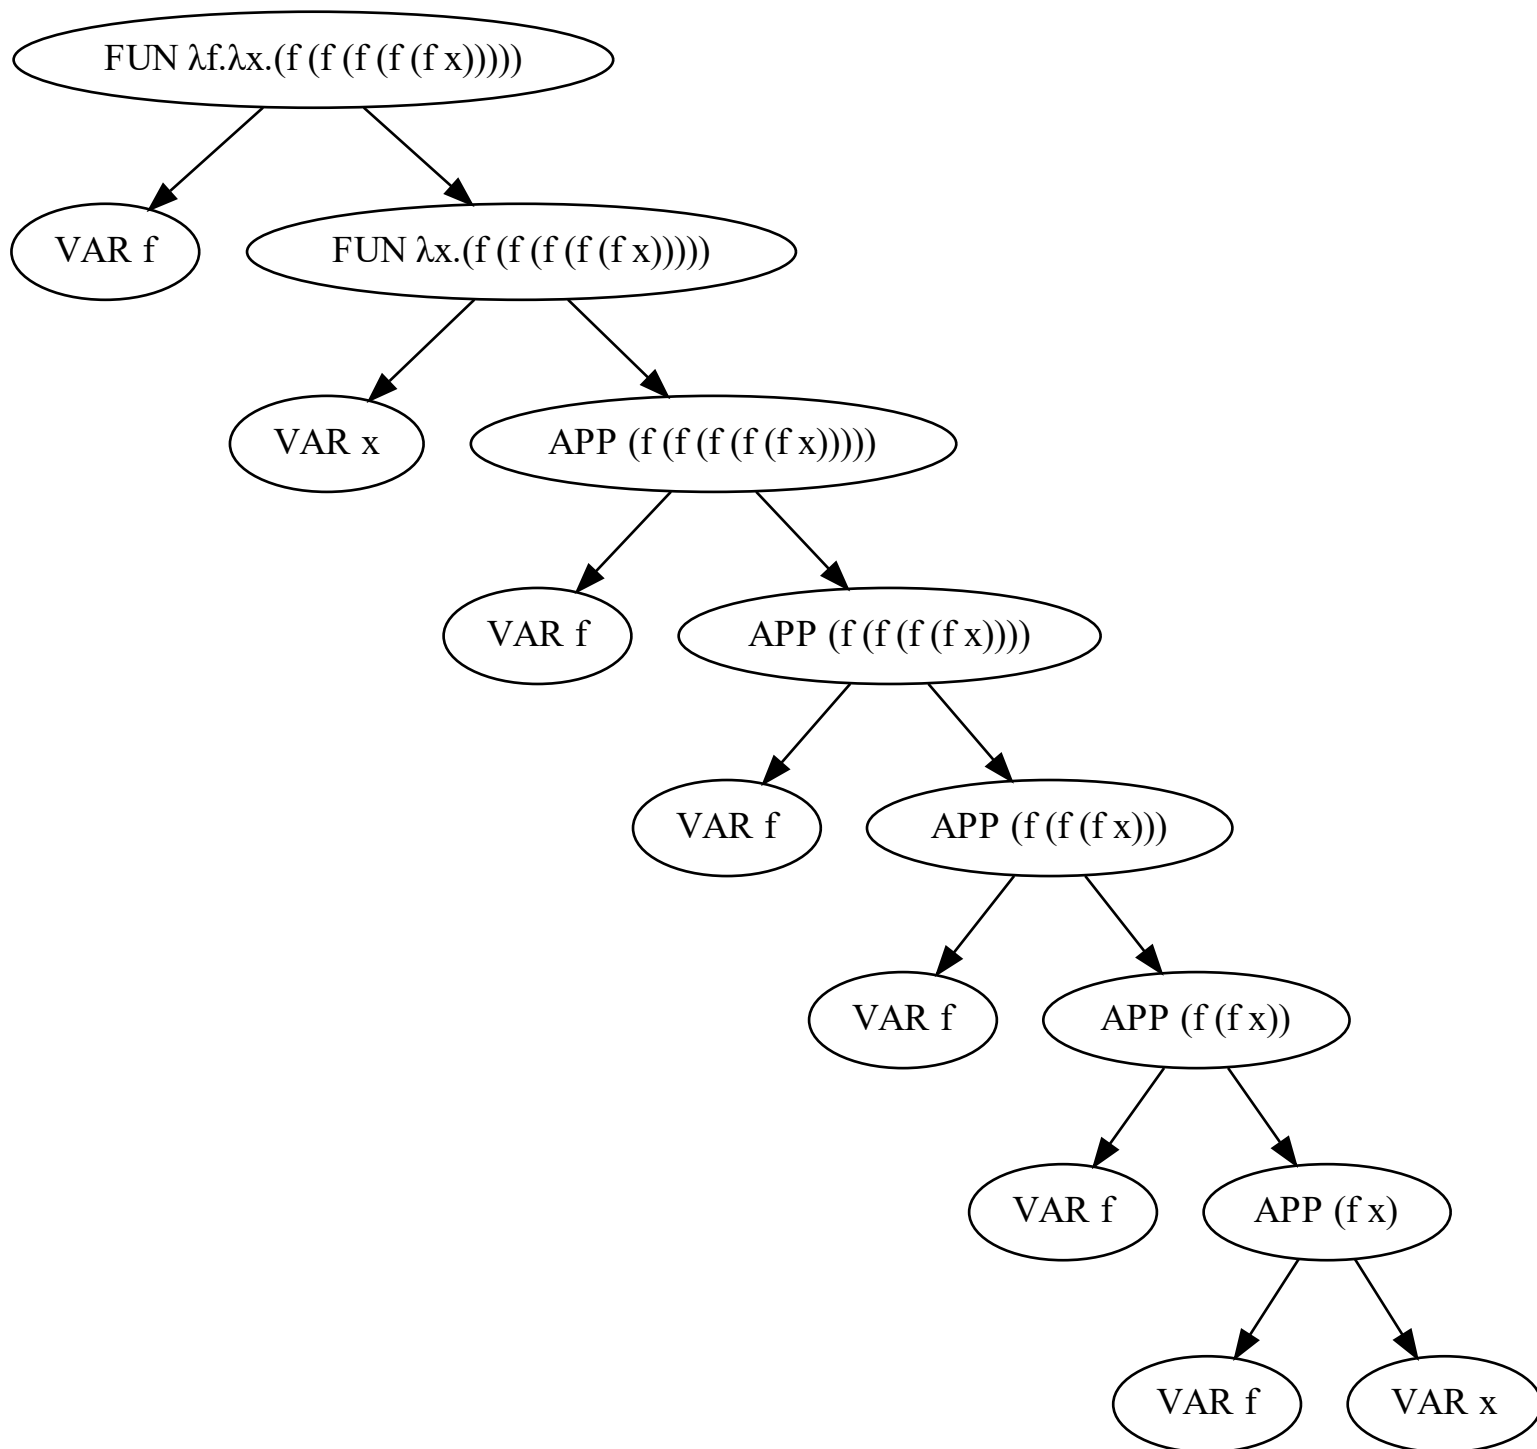 FUN λf.λx.(f (f (f (f (f x)))))
VAR f
FUN λx.(f (f (f (f (f x)))))
VAR x
APP (f (f (f (f (f x)))))
VAR f
APP (f (f (f (f x))))
VAR f
APP (f (f (f x)))
VAR f
APP (f (f x))
VAR f
APP (f x)
VAR f
VAR x